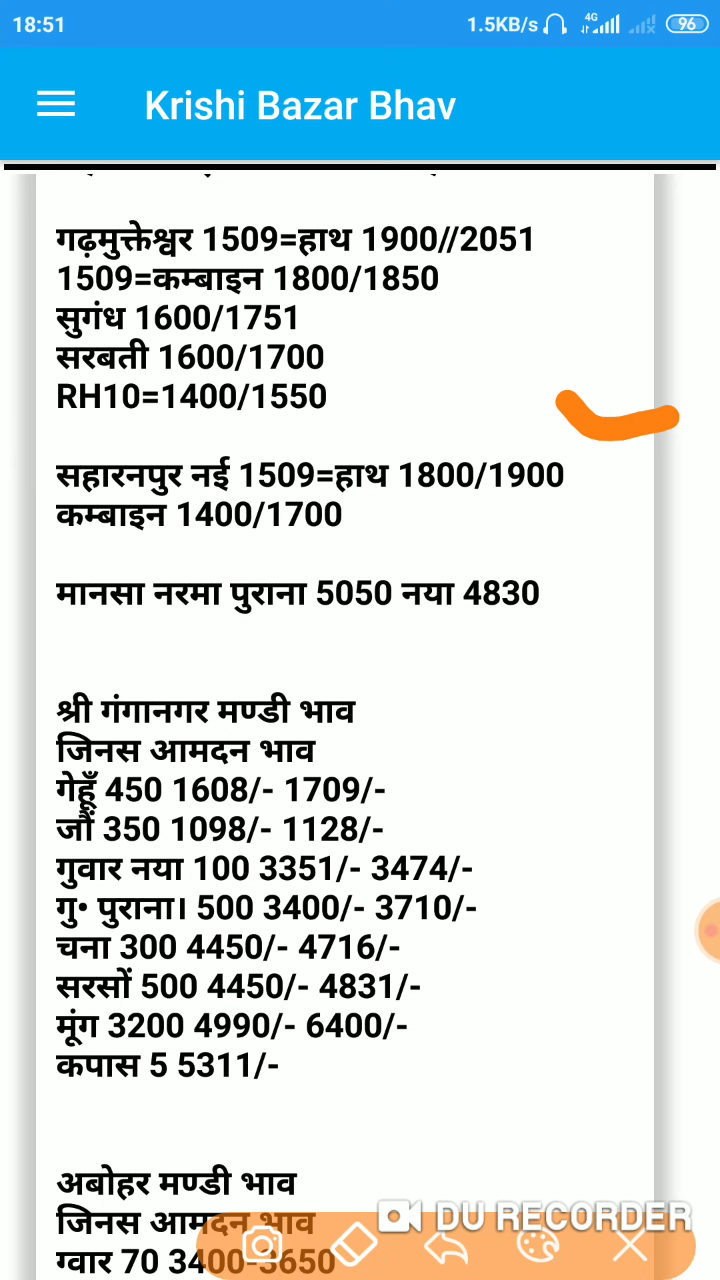 18:51 1.5KB/s 4G 96
Krishi Bazar Bhav
गढ़मुक्तेश्वर 1509=हाथ 1900//2051
1509=कम्बाइन 1800/1850
सुगंध 1600/1751
सरबती 1600/1700
RH10=1400/1550
सहारनपुर नई 1509=हाथ 1800/1900
कम्बाइन 1400/1700
मानसा नरमा पुराना 5050 नया 4830
श्री गंगानगर मण्डी भाव
जिनस आमदन भाव
गेहूँ 450 1608/- 1709/-
जौं 350 1098/- 1128/-
गुवार नया 100 3351/- 3474/-
गु• पुराना। 500 3400/- 3710/-
चना 300 4450/- 4716/-
सरसों 500 4450/- 4831/-
मूंग 3200 4990/- 6400/-
कपास 5 5311/-
अबोहर मण्डी भाव
जिनस आमदन भाव
DU RECORDER
ग्वार 70 3400-3650